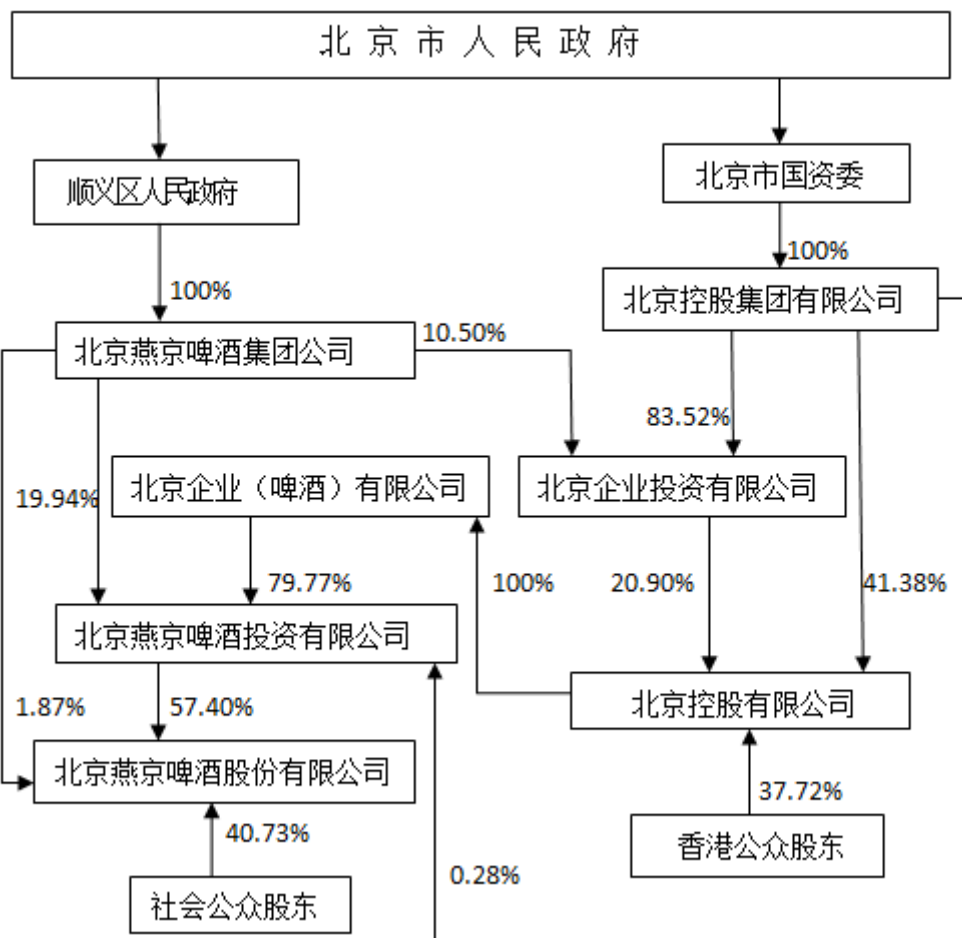 北京市人民政府
顺义区人民政府
北京市国资委
100%
100%
北京控股集团有限公司
北京燕京啤酒集团公司
10.50%
83.52%
19.94%
北京企业（啤酒）有限公司
北京企业投资有限公司
79.77%
100%
20.90%
41.38%
北京燕京啤酒投资有限公司
1.87%
57.40%
北京控股有限公司
北京燕京啤酒股份有限公司
37.72%
40.73%
香港公众股东
0.28%
社会公众股东